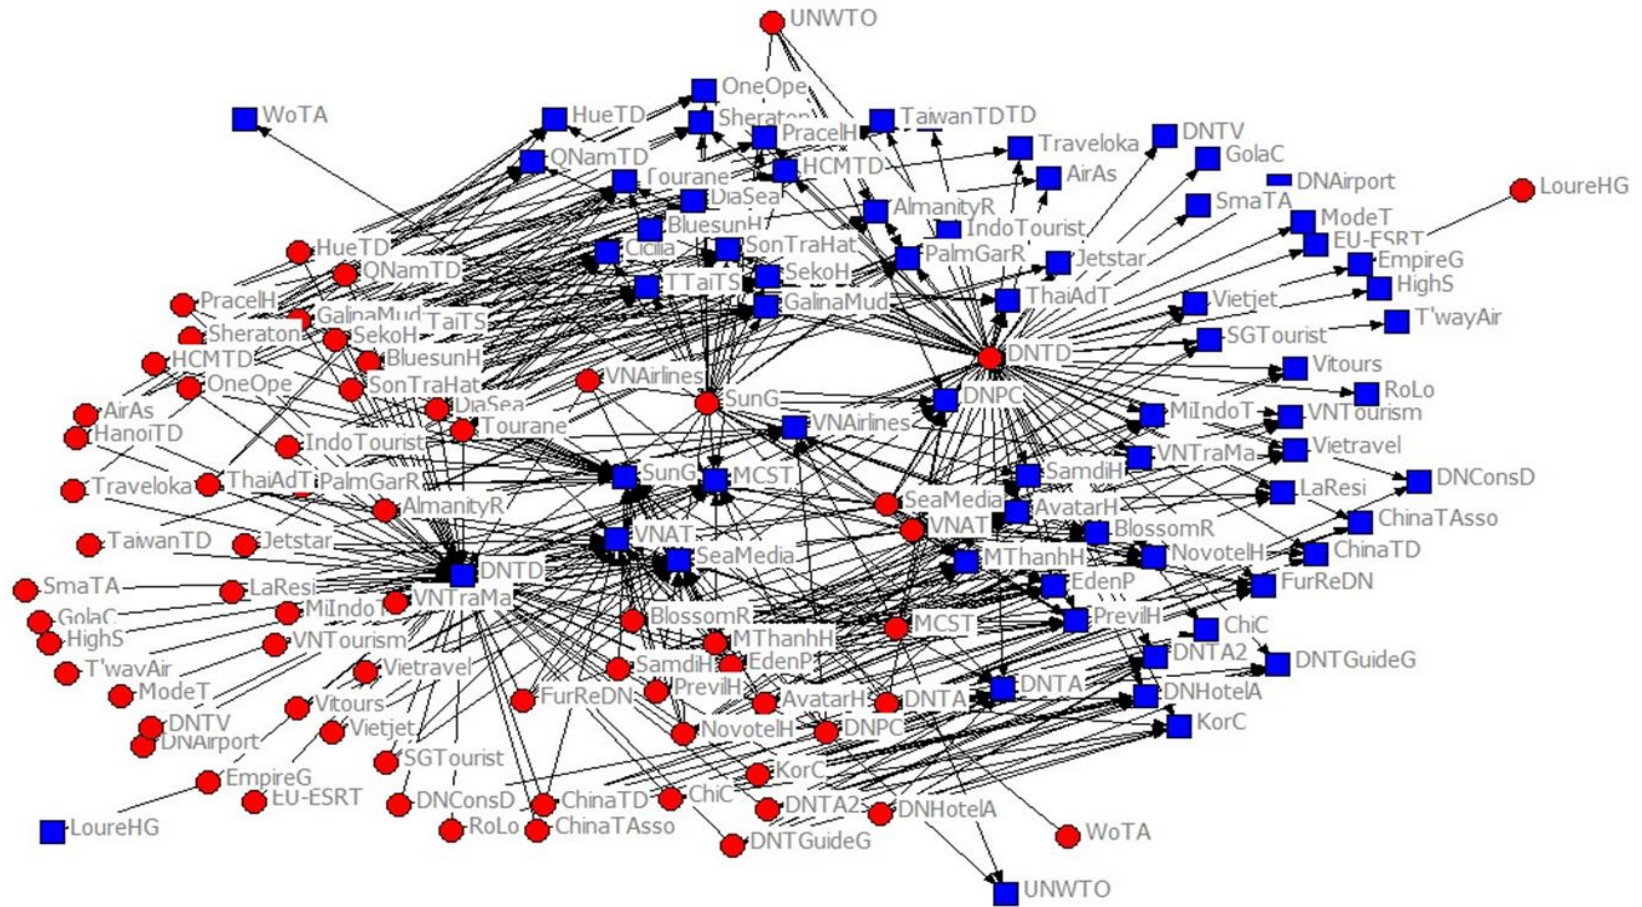 UNWTO
OneOpe
WoTA
HueTD
Sheraton
TaiwanTDTD
PracelH
DNTV
Traveloka
GolaC
QNamTD
HCMTD
AirAs
Tourane
DNAirport
LoureHG
DiaSea
SmaTA
AlmanityR
ModeT
BluesunH
IndoTourist
EU-ESRT
HueTD
Cicilia
SonTraHat
PalmGarR
Jetstar
EmpireG
QNamTD
SekoH
HighS
TTaiTS
PracelH
GalinaMud
ThaiAdT
Vietjet
GalinaMud
TaiTS
T'wayAir
Sheraton
SekoH
SGTourist
HCMTD
BluesunH
DNTD
Vitours
OneOpe
SonTraHat
VNAirlines
RoLo
SunG
DNPC
AirAs
DiaSea
MiIndoT
VNTourism
HanoiTD
Tourane
VNAirlines
IndoTourist
Vietravel
VNTraMa
SunG
MCST
SamdiH
DNConsD
Traveloka
ThaiAdT
PalmGarR
LaResi
AlmanityR
SeaMedia
AvatarH
ChinaTAsso
VNAT
BlossomR
TaiwanTD
Jetstar
VNAT
SeaMedia
MThanhH
NovotelH
ChinaTD
DNTD
EdenP
FurReDN
SmaTA
LaResi
VNTraMa
GolaC
MiIndoT
BlossomR
MCST
PrevilH
ChiC
HighS
VNTourism
MThanhH
DNTA2
T'wayAir
Vietravel
SamdiH
EdenP
DNTGuideG
ModeT
FurReDN
PrevilH
AvatarH
DNTA
DNTA
DNHotelA
Vitours
DNTV
Vietjet
NovotelH
DNPC
KorC
DNAirport
SGTourist
EmpireG
KorC
EU-ESRT
DNConsD
ChinaTD
ChiC
DNTA2
DNHotelA
LoureHG
RoLo
ChinaTAsso
DNTGuideG
WoTA
UNWTO